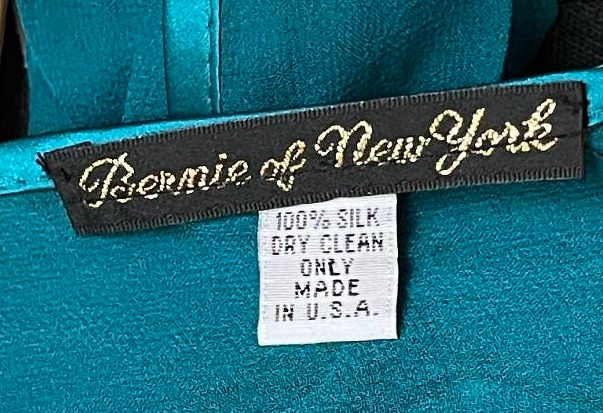 Bernie of New York
100% SILK
DRY CLEAN
ONLY
MADE
IN U.S.A.